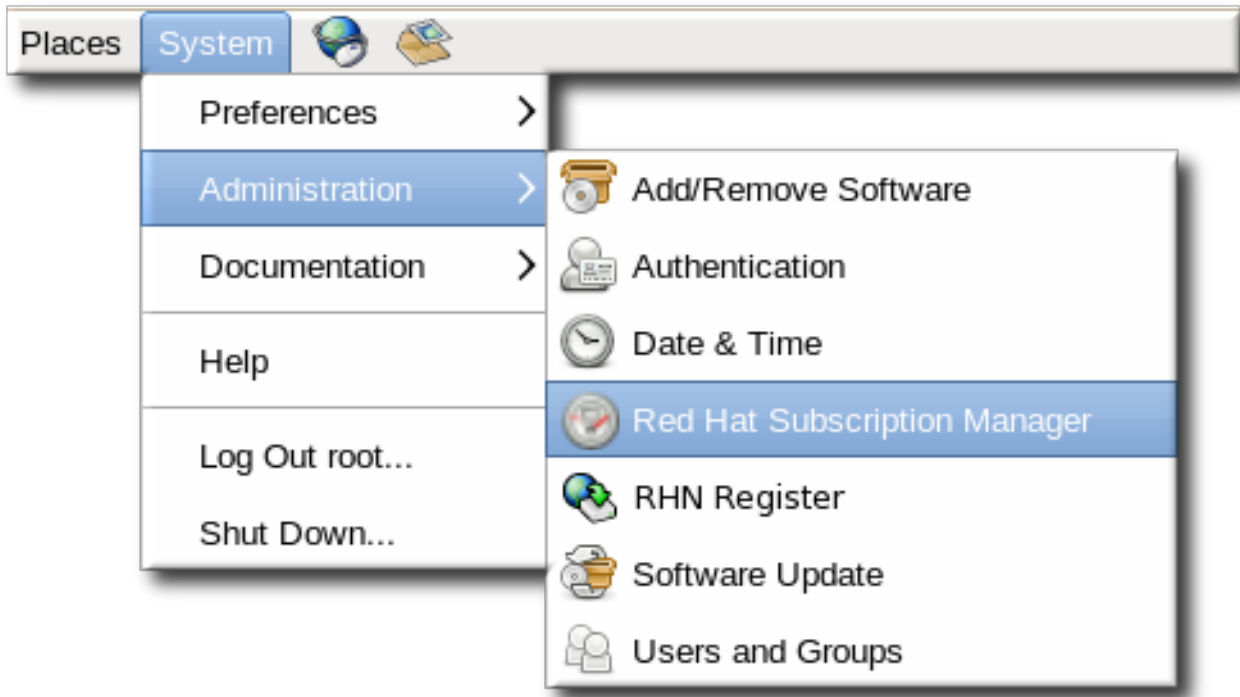 Places System
Preferences
Administration
Documentation
Help
Log Out root...
Shut Down...
Add/Remove Software
Authentication
Date & Time
Red Hat Subscription Manager
RHN Register
Software Update
Users and Groups